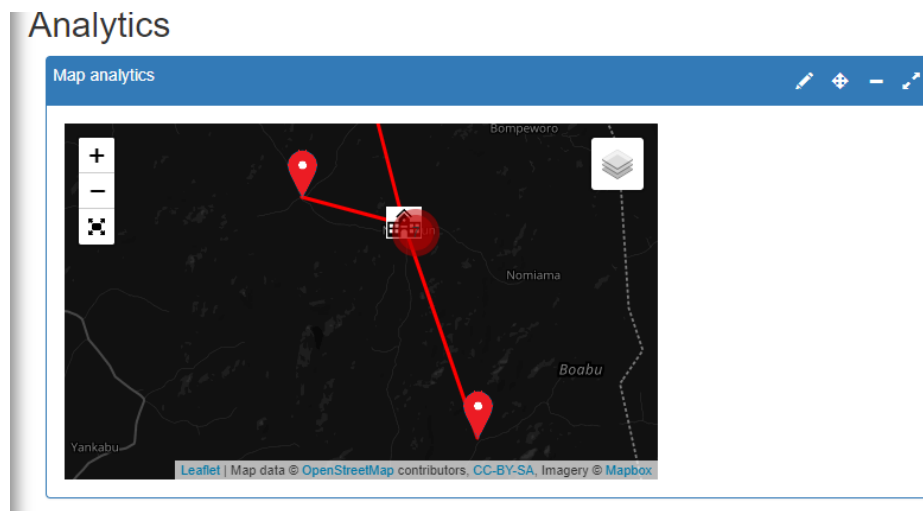 Analytics
Map analytics
+
−
Bompeworo
Nomiama
Boabu
Yankabu
Leaflet | Map data © OpenStreetMap contributors, CC-BY-SA, Imagery © Mapbox